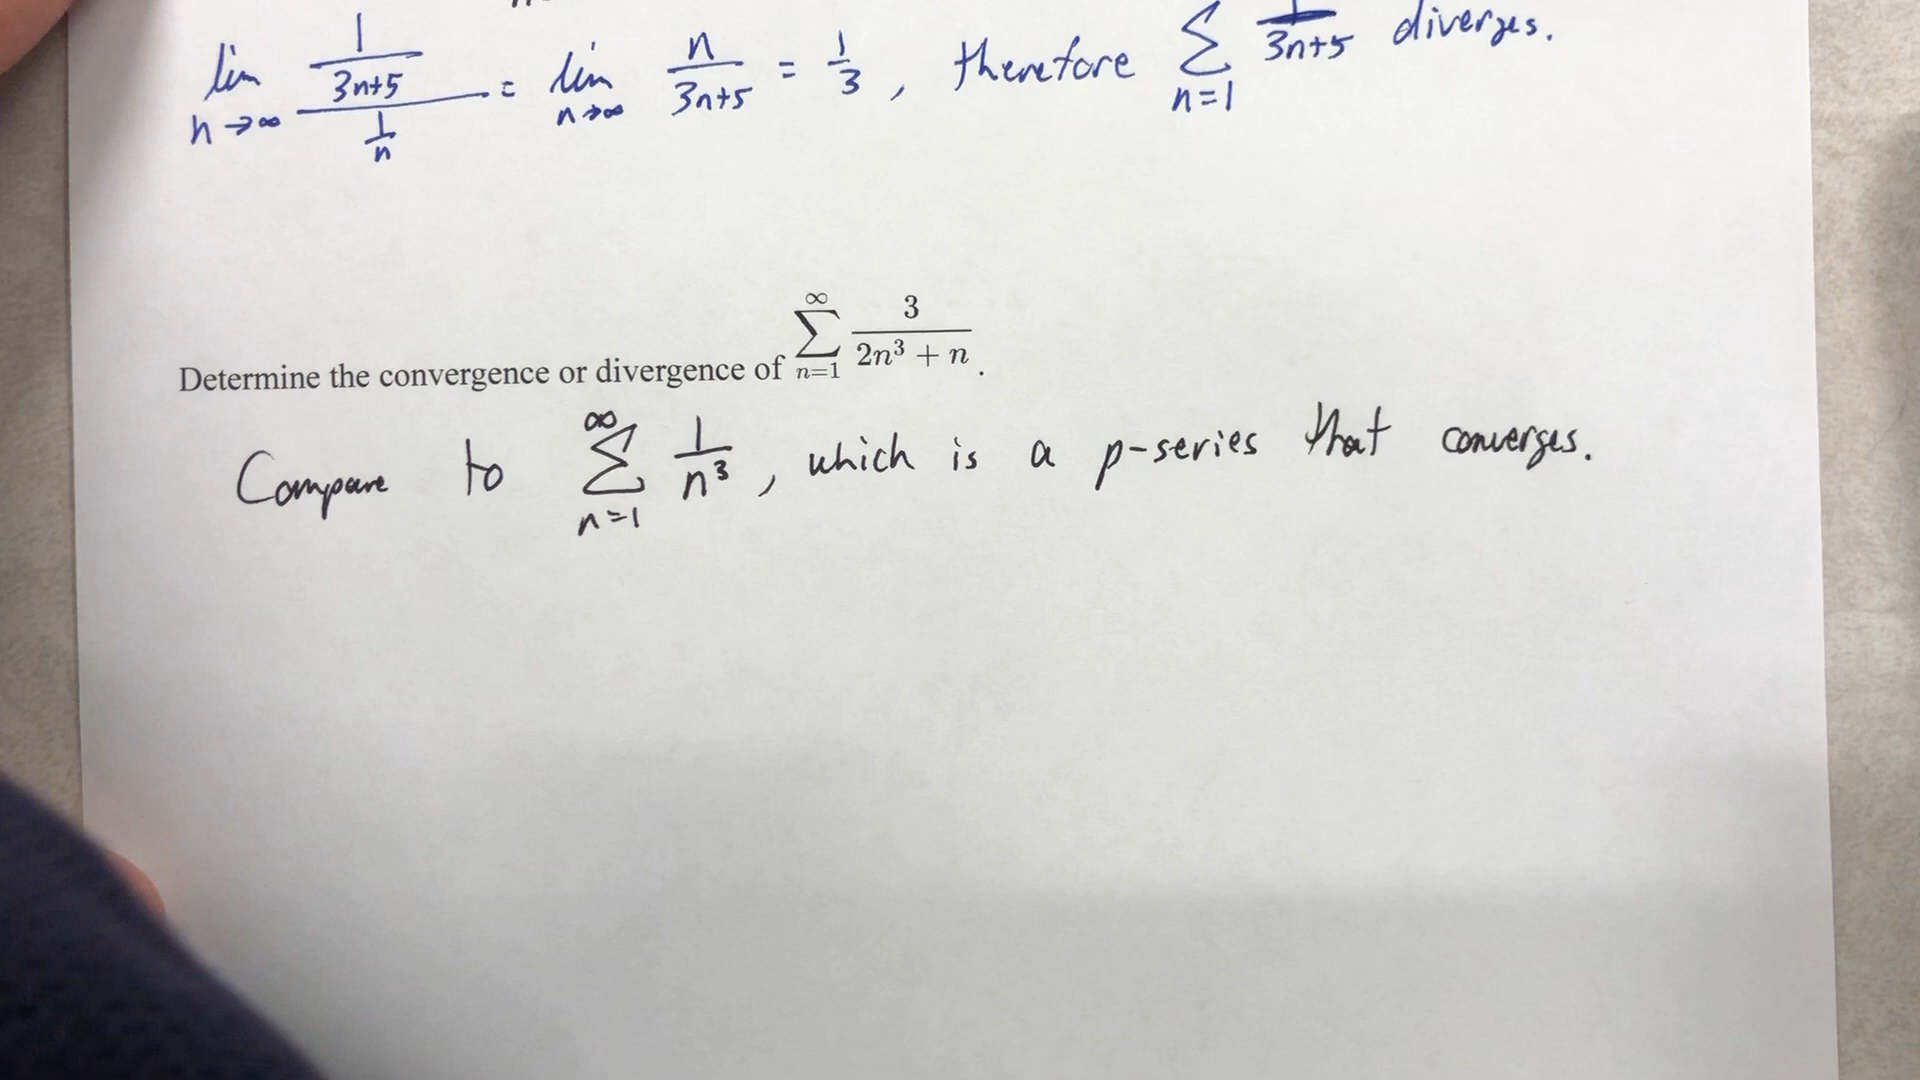 lim n→∞ (1/(3n+5))/(1/n) = lim n→∞ n/(3n+5) = 1/3, therefore ∑ n=1 1/(3n+5) diverges.
Determine the convergence or divergence of ∑ n=1 ∞ 3/(2n³ + n).
Compare to ∑ n=1 ∞ 1/n³, which is a p-series that converges.